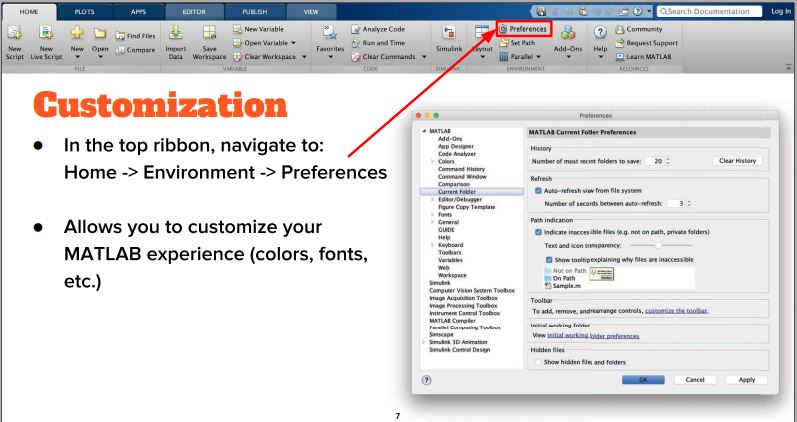 HOME PLOTS APPS EDITOR PUBLISH VIEW Search Documentation Log In
New Script
New Live Script
New
Open
Find Files
Compare
Import Data
Save Workspace
New Variable
Open Variable
Clear Workspace
Favorites
Analyze Code
Run and Time
Clear Commands
Simulink
Layout
Preferences
Set Path
Parallel
Add-Ons
Help
Community
Request Support
Learn MATLAB
FILE VARIABLE CODE SIMULINK ENVIRONMENT RESOURCES
Customization
● In the top ribbon, navigate to:
Home -> Environment -> Preferences
● Allows you to customize your
MATLAB experience (colors, fonts,
etc.)
Preferences
MATLAB
Add-Ons
App Designer
Code Analyzer
Colors
Command History
Command Window
Comparison
Current Folder
Editor/Debugger
Figure Copy Template
Fonts
General
GUIDE
Help
Keyboard
Toolbars
Variables
Web
Workspace
Simulink
Computer Vision System Toolbox
Image Acquisition Toolbox
Image Processing Toolbox
Instrument Control Toolbox
MATLAB Compiler
Parallel Computing Toolbox
Simscape
Simulink 3D Animation
Simulink Control Design
MATLAB Current Folder Preferences
History
Number of most recent folders to save: 20
Clear History
Refresh
Auto-refresh view from file system
Number of seconds between auto-refresh: 3
Path indication
Indicate inaccessible files (e.g. not on path, private folders)
Text and icon transparency:
Show tooltip explaining why files are inaccessible
Not on Path
On Path
Sample.m
Toolbar
To add, remove, and rearrange controls, customize the toolbar.
Initial working folder
View initial working folder preferences
Hidden files
Show hidden files and folders
?
OK Cancel Apply
7